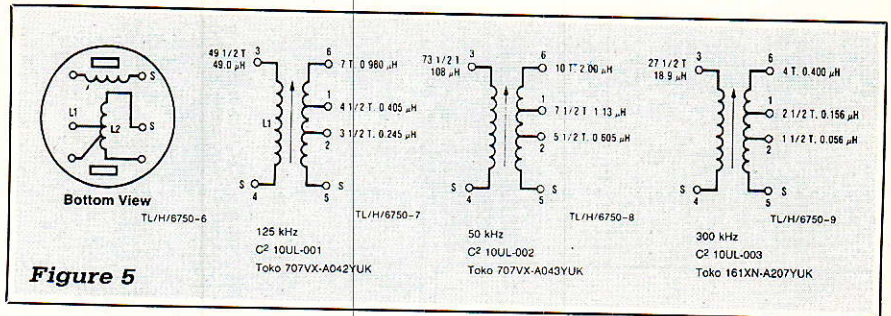 L1
L2
S
S
Bottom View
TL/H/6750-6
49 1/2 T
49.0 µH
3
6
7 T. 0.980 µH
1
4 1/2 T. 0.405 µH
3 1/2 T. 0.245 µH
2
L1
S
4
S
5
TL/H/6750-7
125 kHz
C² 10UL-001
Toko 707VX-A042YUK
73 1/2 T
108 µH
3
6
10 T. 2.00 µH
1
7 1/2 T 1.13 µH
5 1/2 T. 0.605 µH
2
S
4
S
5
TL/H/6750-8
50 kHz
C² 10UL-002
Toko 707VX-A043YUK
27 1/2 T
18.9 µH
3
6
4 T. 0.400 µH
1
2 1/2 T. 0.156 µH
1 1/2 T. 0.056 µH
2
S
4
S
5
TL/H/6750-9
300 kHz
C² 10UL-003
Toko 161XN-A207YUK
Figure 5